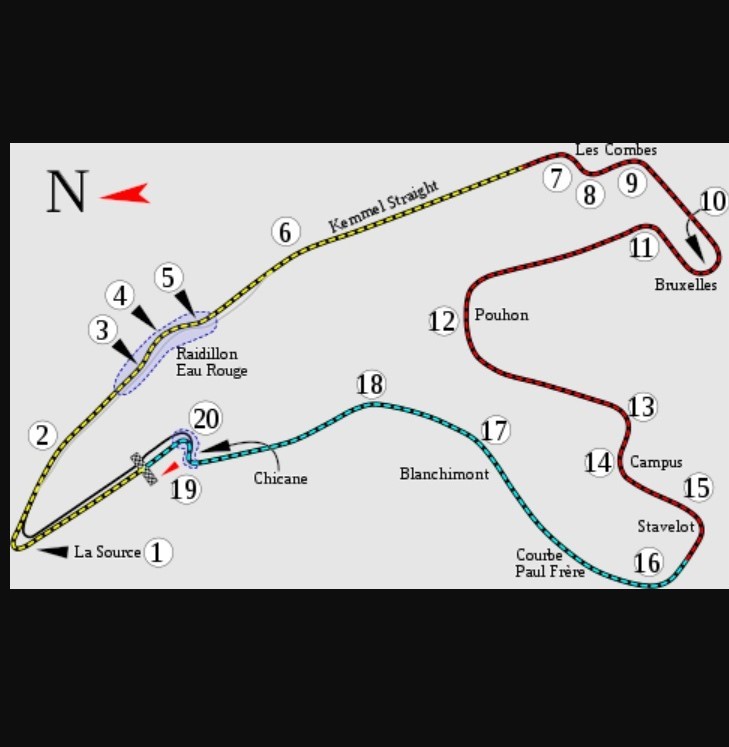 N
Les Combes
7
8
9
10
Kemmel Straight
6
11
Bruxelles
5
4
3
Raidillon
Eau Rouge
12
Pouhon
2
18
20
13
17
14
Campus
Chicane
19
Blanchimont
15
Stavelot
La Source
1
Courbe
Paul Frère
16